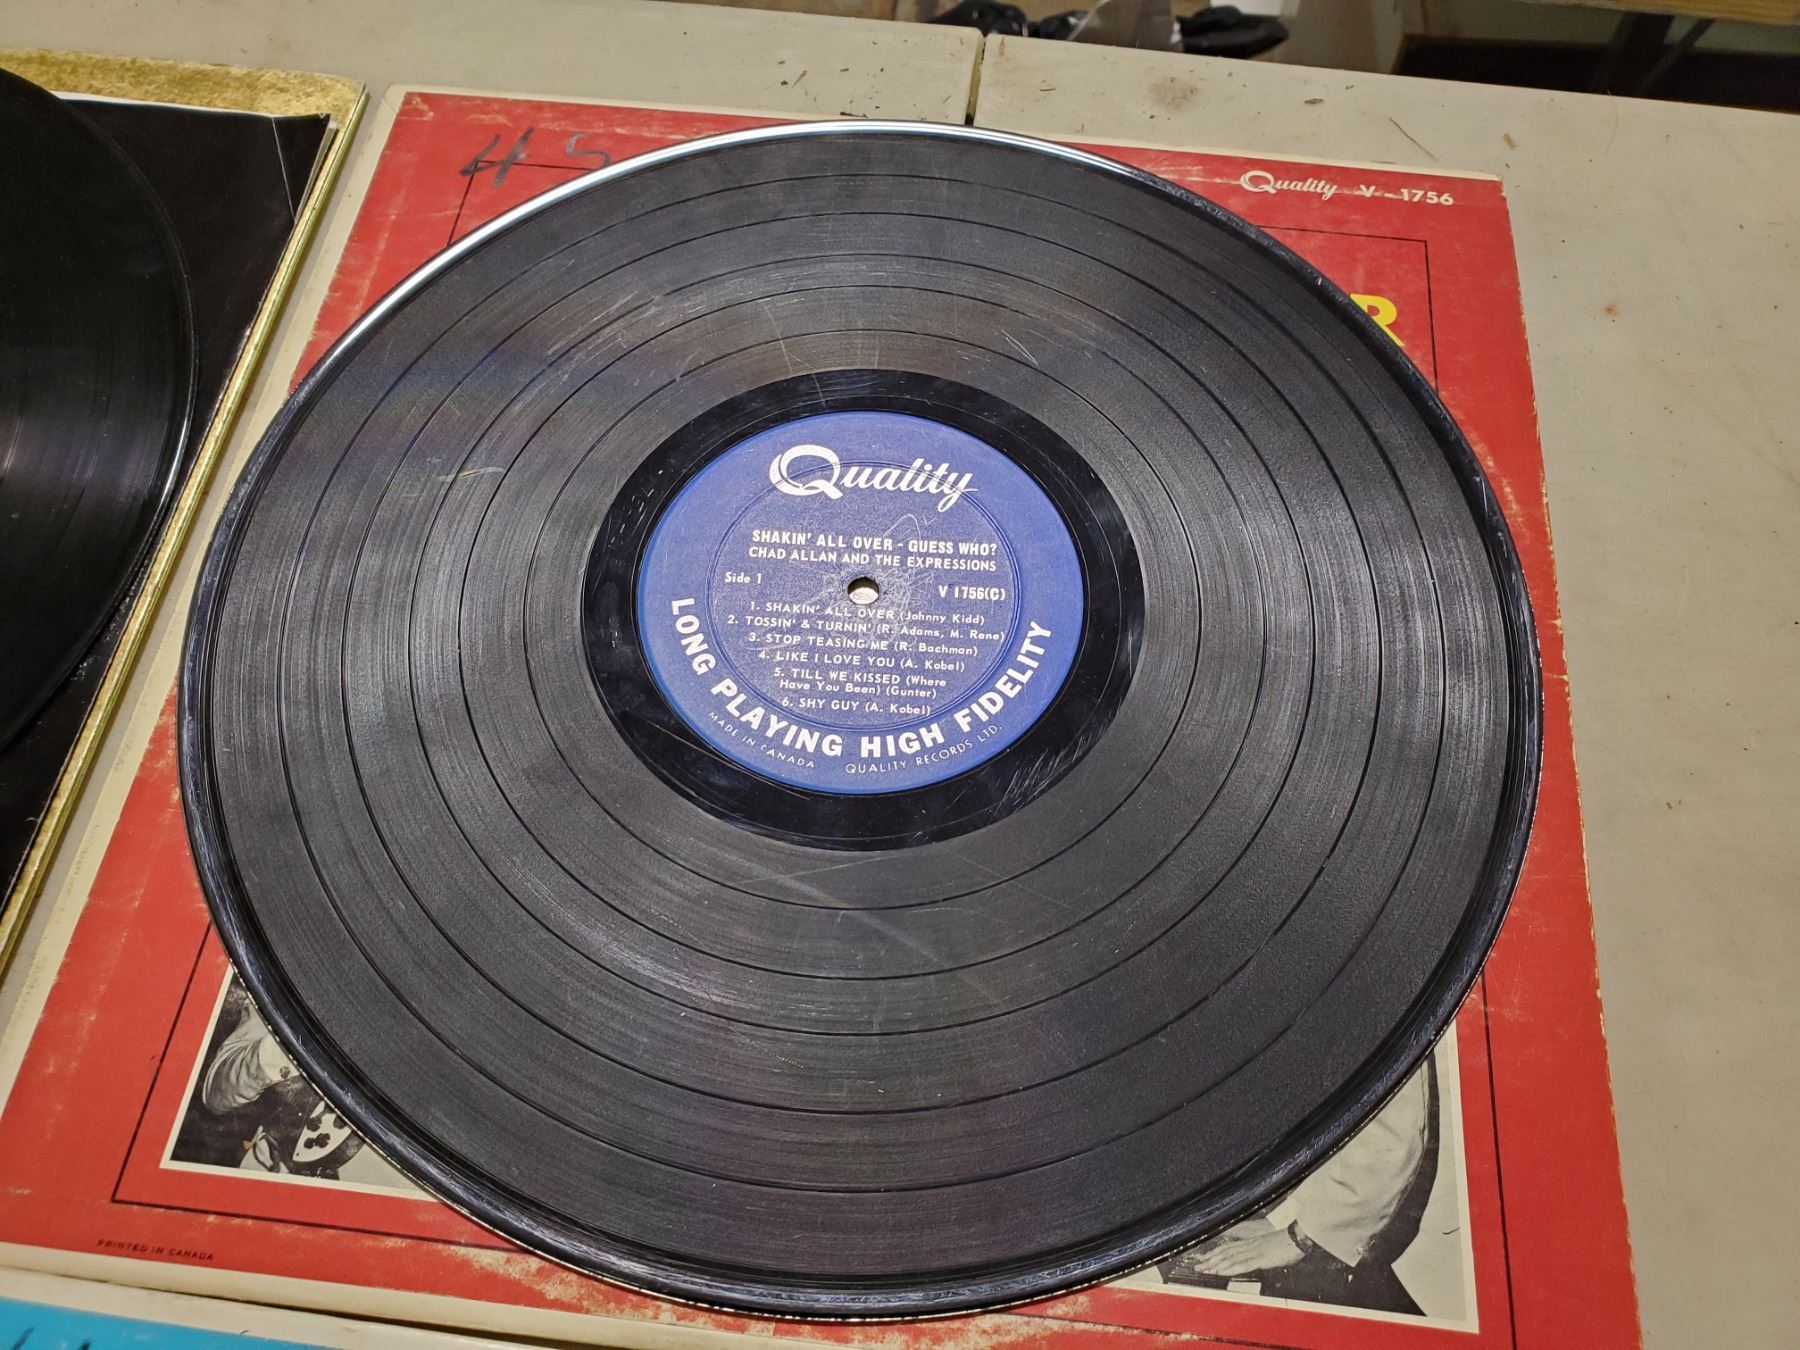 45
Quality V-1756
R
Quality
SHAKIN' ALL OVER - GUESS WHO?
CHAD ALLAN AND THE EXPRESSIONS
Side 1
V 1756(C)
1. SHAKIN' ALL OVER (Johnny Kidd)
2. TOSSIN' & TURNIN' (R. Adams, M. Rene)
3. STOP TEASING ME (R. Bachman)
4. LIKE I LOVE YOU (A. Kobel)
5. TILL WE KISSED (Where
Have You Been) (Gunter)
6. SHY GUY (A. Kobel)
LONG PLAYING HIGH FIDELITY
MADE IN CANADA QUALITY RECORDS LTD.
PRINTED IN CANADA